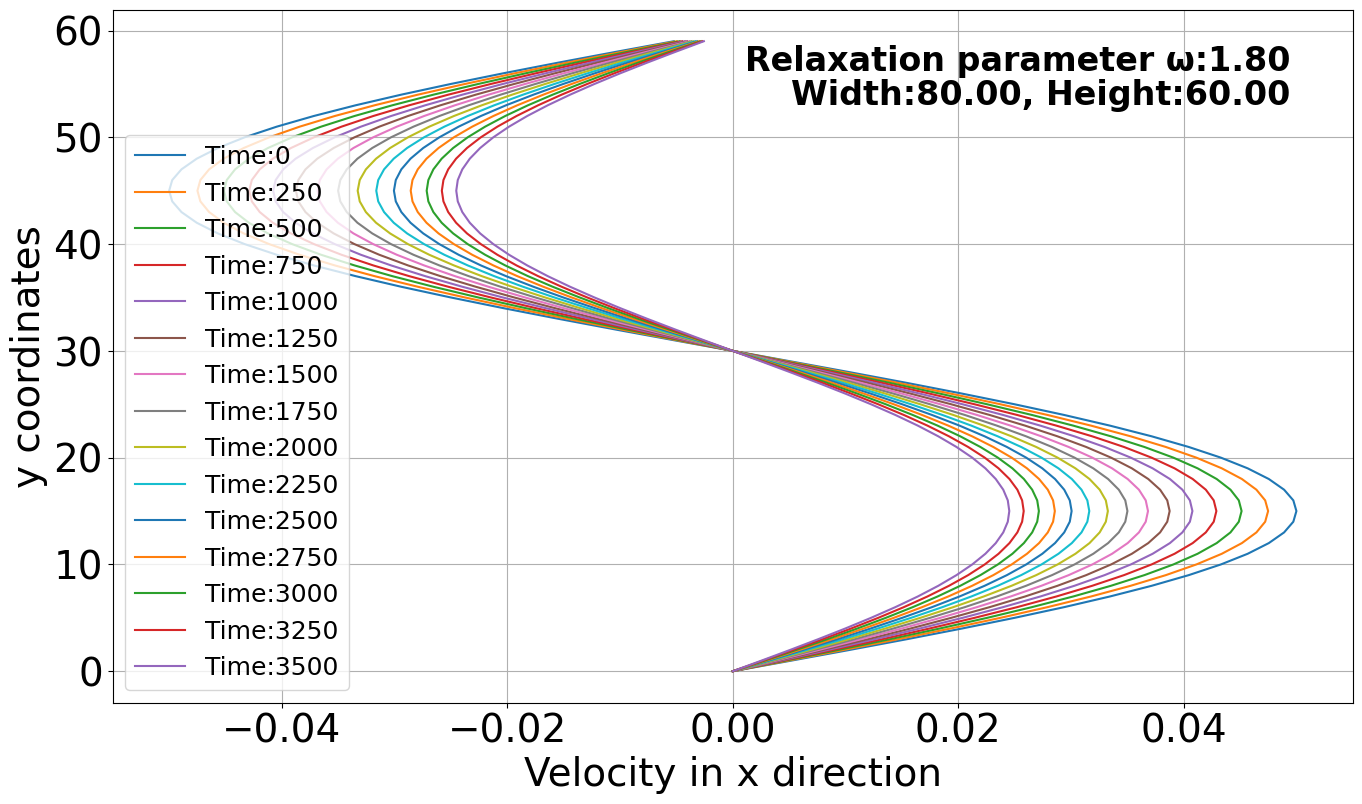 60
50
40
30
20
10
0
y coordinates
Relaxation parameter ω:1.80
Width:80.00, Height:60.00
Time:0
Time:250
Time:500
Time:750
Time:1000
Time:1250
Time:1500
Time:1750
Time:2000
Time:2250
Time:2500
Time:2750
Time:3000
Time:3250
Time:3500
−0.04 −0.02 0.00 0.02 0.04
Velocity in x direction